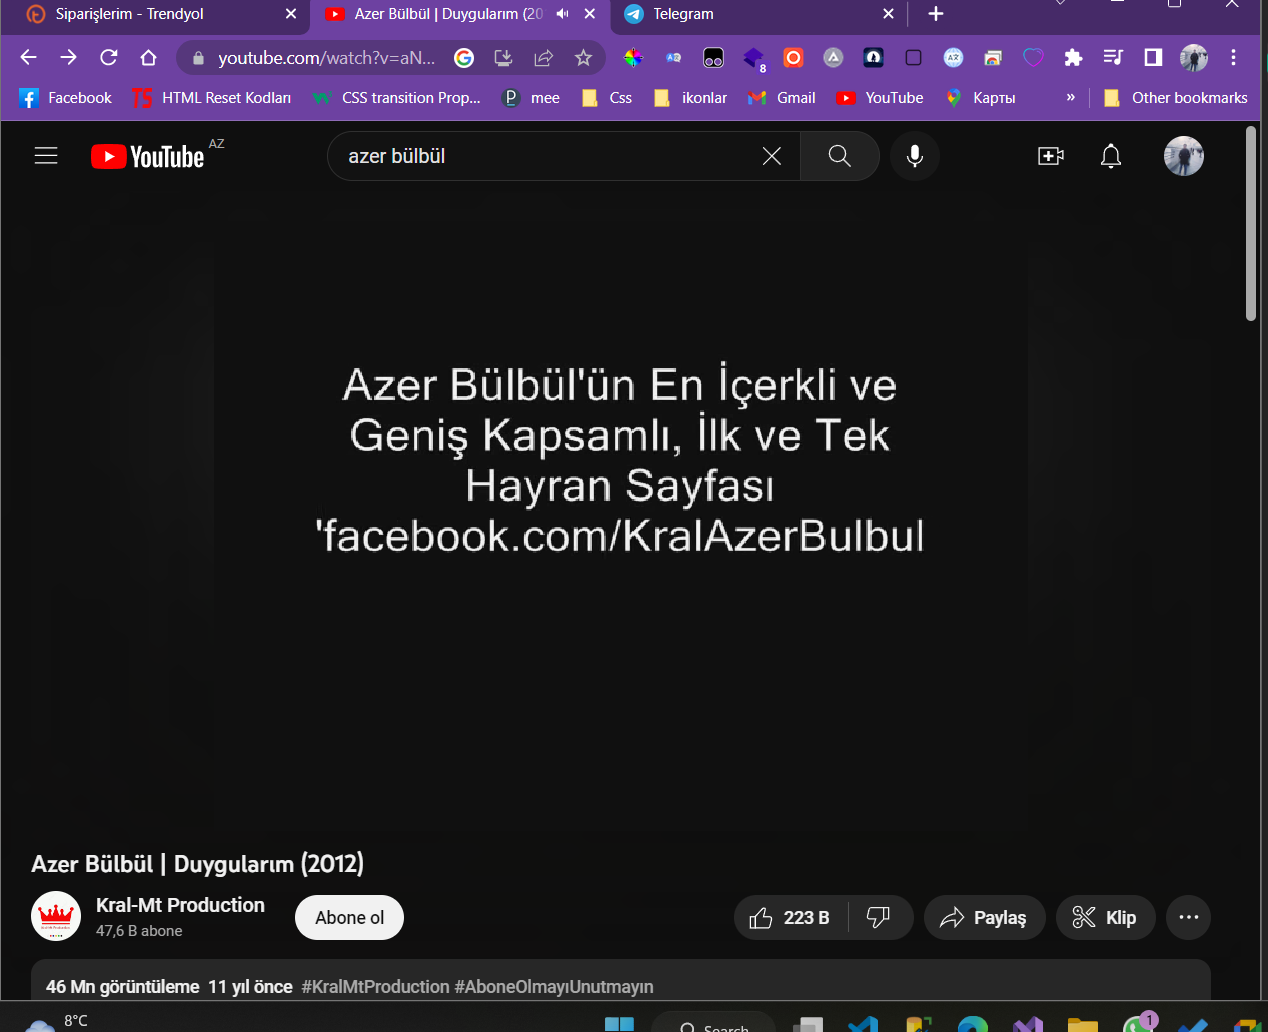 Siparişlerim - Trendyol
Azer Bülbül | Duygularım (20
Telegram
youtube.com/watch?v=aN...
8
Facebook
TS HTML Reset Kodları
CSS transition Prop...
mee
Css
ikonlar
Gmail
YouTube
Карты
»
Other bookmarks
YouTube AZ
azer bülbül
Azer Bülbül'ün En İçerkli ve
Geniş Kapsamlı, İlk ve Tek
Hayran Sayfası
'facebook.com/KralAzerBulbul
Azer Bülbül | Duygularım (2012)
Kral-Mt Production
47,6 B abone
Abone ol
223 B
Paylaş
Klip
46 Mn görüntüleme 11 yıl önce #KralMtProduction #AboneOlmayıUnutmayın
8°C
Search
1